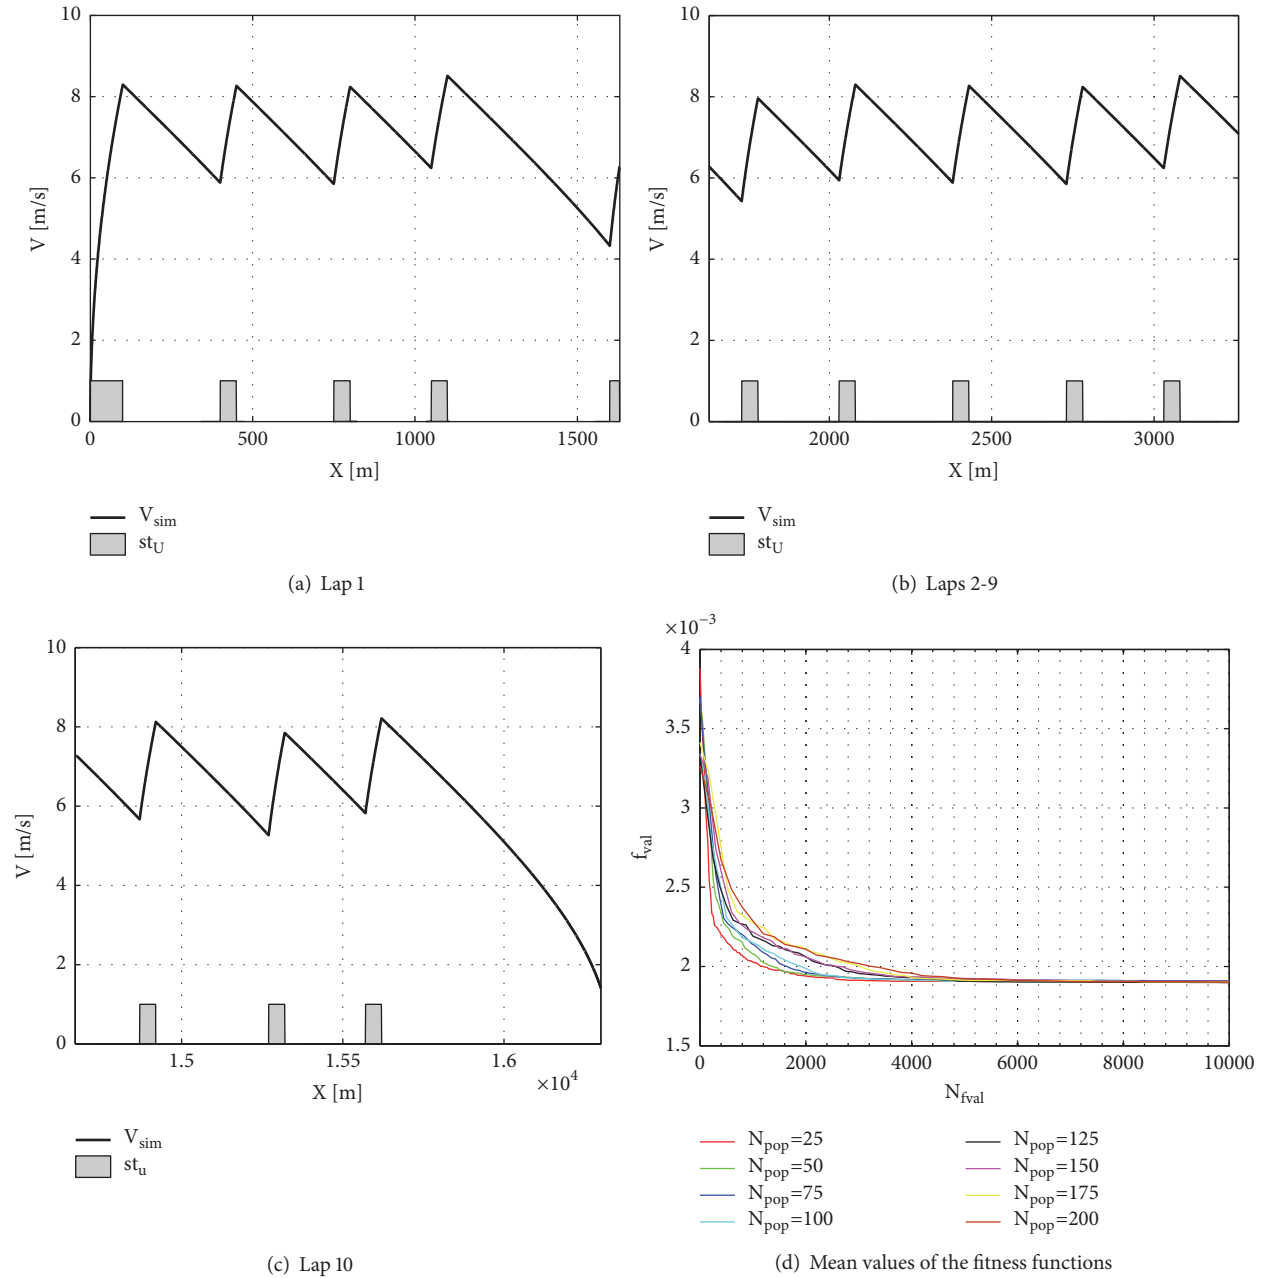 10
8
6
4
2
0
V [m/s]
0 500 1000 1500
X [m]
V_sim
st_U
(a) Lap 1
10
8
6
4
2
0
V [m/s]
2000 2500 3000
X [m]
V_sim
st_U
(b) Laps 2-9
10
8
6
4
2
0
V [m/s]
1.5 1.55 1.6
×10⁴
X [m]
V_sim
st_u
(c) Lap 10
×10⁻³
4
3.5
3
2.5
2
1.5
f_val
0 2000 4000 6000 8000 10000
N_fval
N_pop=25
N_pop=50
N_pop=75
N_pop=100
N_pop=125
N_pop=150
N_pop=175
N_pop=200
(d) Mean values of the fitness functions